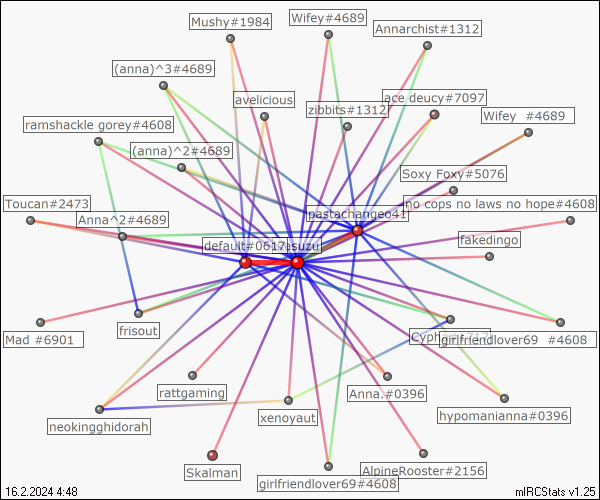 Wifey#4689
Mushy#1984
Annarchist#1312
(anna)^3#4689
avelicious
ace deucy#7097
zibbits#1312
Wifey #4689
ramshackle gorey#4608
(anna)^2#4689
Soxy Foxy#5076
Toucan#2473
no cops no laws no hope#4608
pastachangeo41
Anna^2#4689
fakedingo
default#0617
asuzu
frisout
Mad #6901
girlfriendlover69 #4608
rattgaming
Anna.#0396
xenoyaut
hypomanianna#0396
neokingghidorah
Skalman
AlpineRooster#2156
girlfriendlover69#4608
16.2.2024 4:48
mIRCStats v1.25